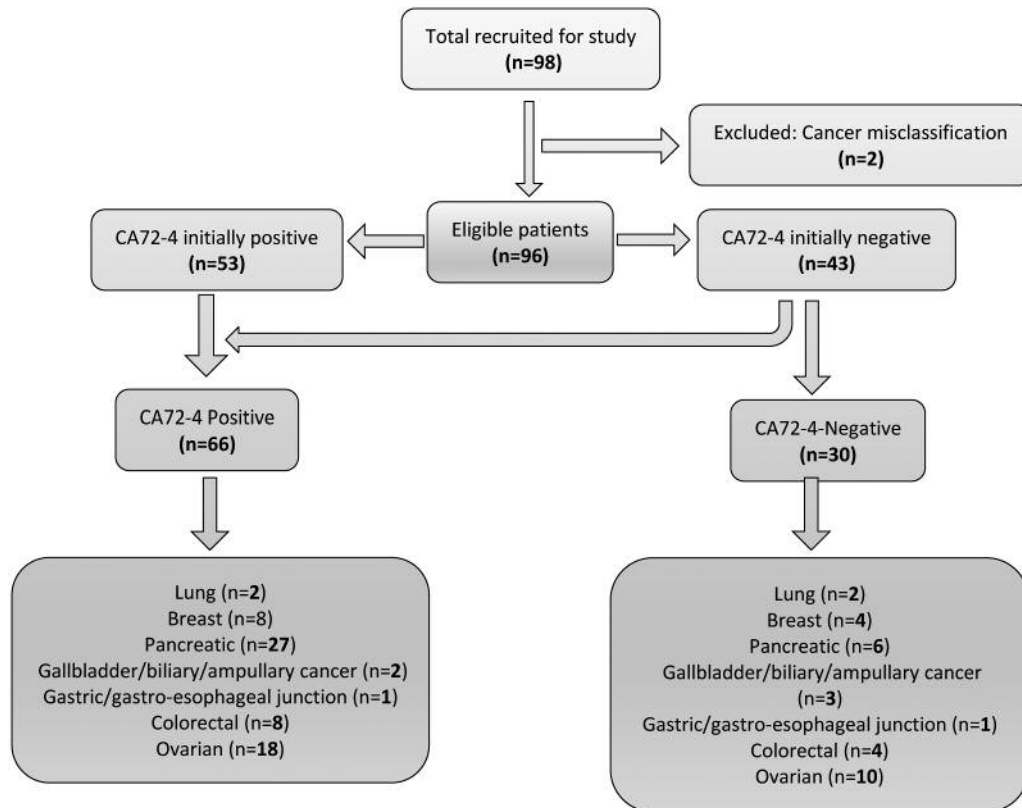 Total recruited for study
(n=98)
Excluded: Cancer misclassification
(n=2)
CA72-4 initially positive
(n=53)
Eligible patients
(n=96)
CA72-4 initially negative
(n=43)
CA72-4 Positive
(n=66)
CA72-4-Negative
(n=30)
Lung (n=2)
Breast (n=8)
Pancreatic (n=27)
Gallbladder/biliary/ampullary cancer (n=2)
Gastric/gastro-esophageal junction (n=1)
Colorectal (n=8)
Ovarian (n=18)
Lung (n=2)
Breast (n=4)
Pancreatic (n=6)
Gallbladder/biliary/ampullary cancer
(n=3)
Gastric/gastro-esophageal junction (n=1)
Colorectal (n=4)
Ovarian (n=10)